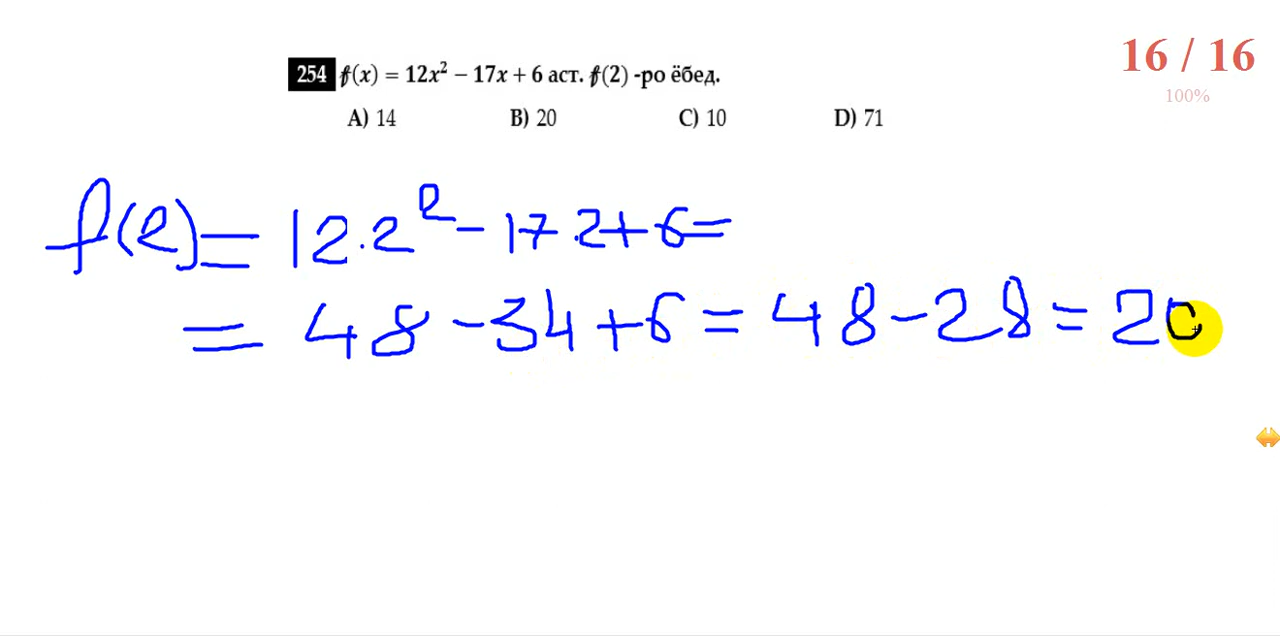 16 / 16
100%
254 f(x) = 12x² − 17x + 6 аст. f(2) -ро ёбед.
A) 14 B) 20 C) 10 D) 71
f(2) = 12·2² − 17·2 + 6 =
= 48 − 34 + 6 = 48 − 28 = 20